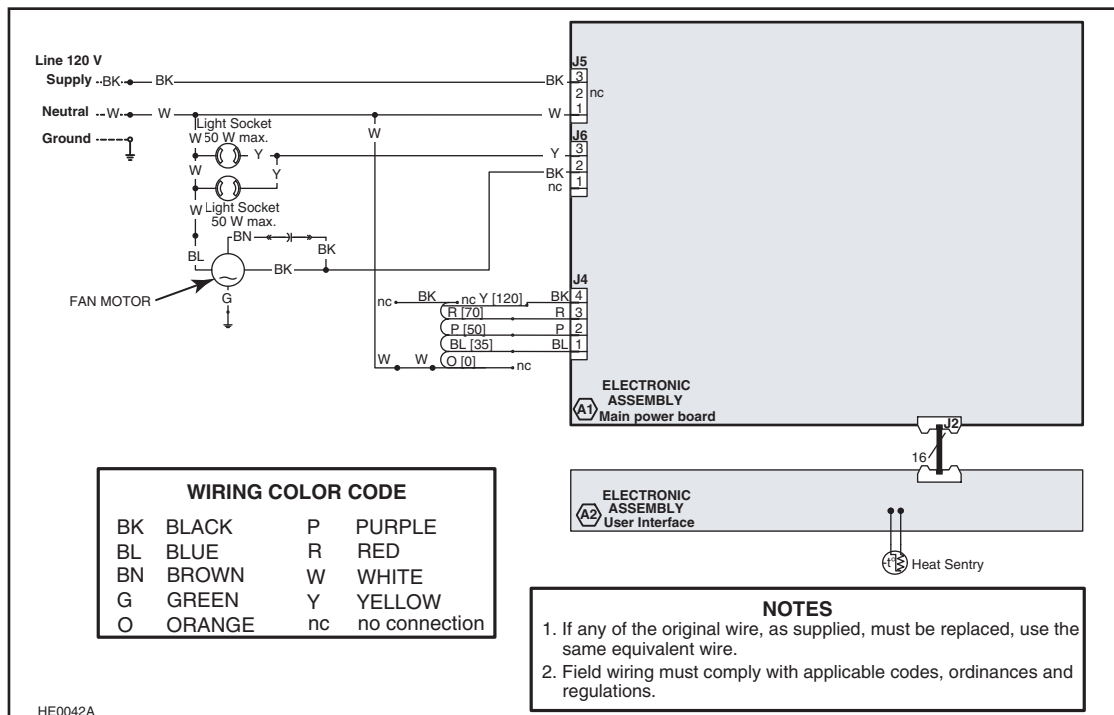 Line 120 V
Supply BK BK BK
Neutral W W W
Ground
J5
3
2 nc
1
Light Socket
50 W max.
W Y
W
Y
W
Light Socket
50 W max.
W
J6
Y 3
BK 2
nc 1
BN
BK
BL
BK
FAN MOTOR
G
W
J4
nc BK nc Y [120] BK 4
R [70] R 3
P [50] P 2
BL [35] BL 1
W W O [0] nc
A1
ELECTRONIC
ASSEMBLY
Main power board
J2
16
A2
ELECTRONIC
ASSEMBLY
User Interface
-t°
Heat Sentry
WIRING COLOR CODE
BK BLACK P PURPLE
BL BLUE R RED
BN BROWN W WHITE
G GREEN Y YELLOW
O ORANGE nc no connection
NOTES
1. If any of the original wire, as supplied, must be replaced, use the
same equivalent wire.
2. Field wiring must comply with applicable codes, ordinances and
regulations.
HE0042A